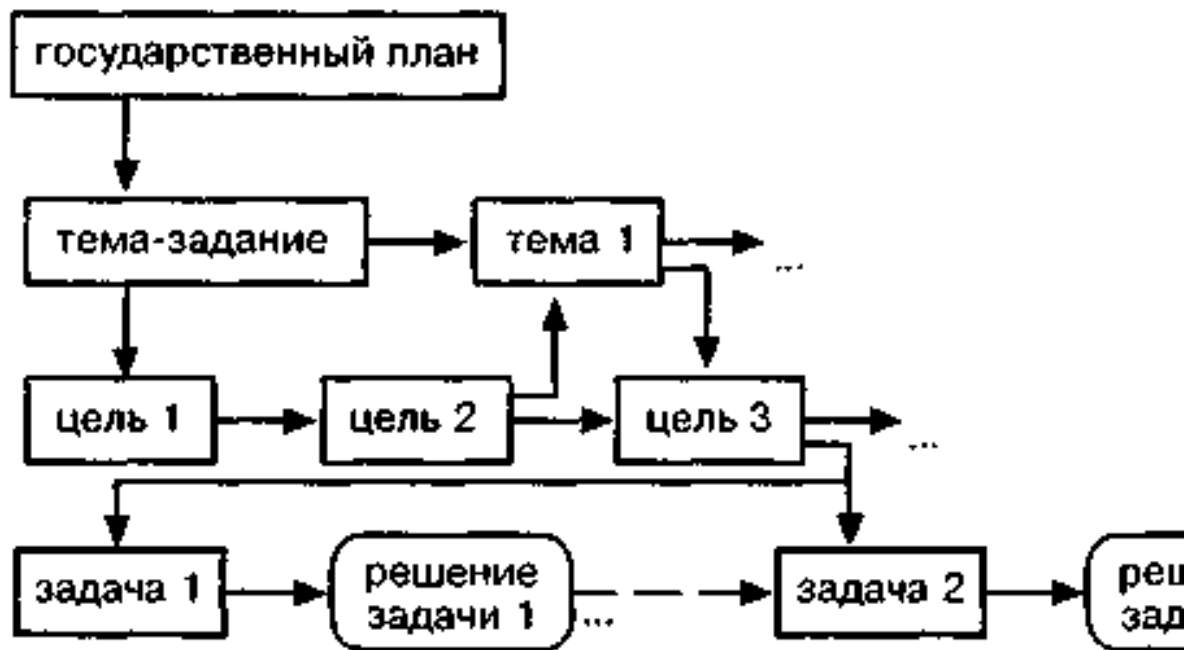 государственный план
тема-задание
тема 1
...
цель 1
цель 2
цель 3
...
задача 1
решение
задачи 1
...
задача 2